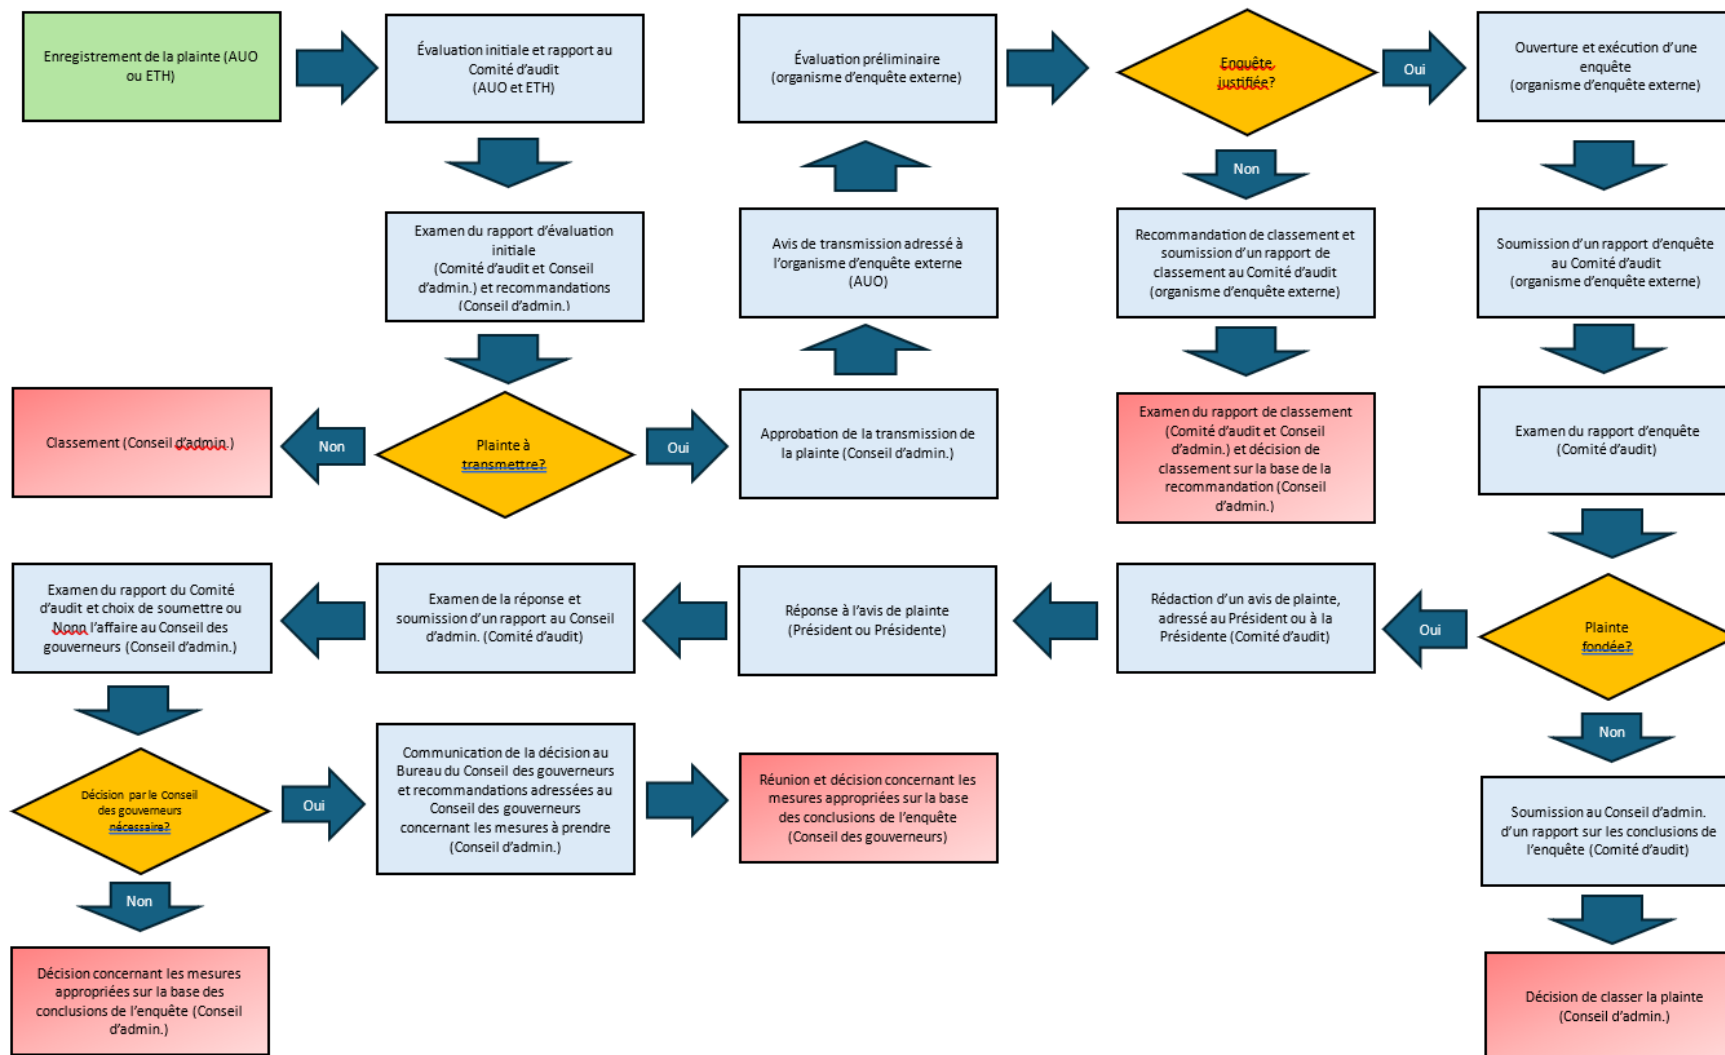 Enregistrement de la plainte (AUO
ou ETH)
Évaluation initiale et rapport au
Comité d'audit
(AUO et ETH)
Examen du rapport d'évaluation
initiale
(Comité d'audit et Conseil
d'admin.) et recommandations
(Conseil d'admin.)
Plainte à
transmettre?
Non
Classement (Conseil d'admin.)
Oui
Approbation de la transmission de
la plainte (Conseil d'admin.)
Avis de transmission adressé à
l'organisme d'enquête externe
(AUO)
Évaluation préliminaire
(organisme d'enquête externe)
Enquête
justifiée?
Non
Recommandation de classement et
soumission d'un rapport de
classement au Comité d'audit
(organisme d'enquête externe)
Examen du rapport de classement
(Comité d'audit et Conseil
d'admin.) et décision de
classement sur la base de la
recommandation (Conseil
d'admin.)
Oui
Ouverture et exécution d'une
enquête
(organisme d'enquête externe)
Soumission d'un rapport d'enquête
au Comité d'audit
(organisme d'enquête externe)
Examen du rapport d'enquête
(Comité d'audit)
Plainte
fondée?
Non
Soumission au Conseil d'admin.
d'un rapport sur les conclusions de
l'enquête (Comité d'audit)
Décision de classer la plainte
(Conseil d'admin.)
Oui
Rédaction d'un avis de plainte,
adressé au Président ou à la
Présidente (Comité d'audit)
Réponse à l'avis de plainte
(Président ou Présidente)
Examen de la réponse et
soumission d'un rapport au Conseil
d'admin. (Comité d'audit)
Examen du rapport du Comité
d'audit et choix de soumettre ou
Nonn l'affaire au Conseil des
gouverneurs (Conseil d'admin.)
Décision par le Conseil
des gouverneurs
nécessaire?
Oui
Communication de la décision au
Bureau du Conseil des gouverneurs
et recommandations adressées au
Conseil des gouverneurs
concernant les mesures à prendre
(Conseil d'admin.)
Réunion et décision concernant les
mesures appropriées sur la base
des conclusions de l'enquête
(Conseil des gouverneurs)
Non
Décision concernant les mesures
appropriées sur la base des
conclusions de l'enquête (Conseil
d'admin.)